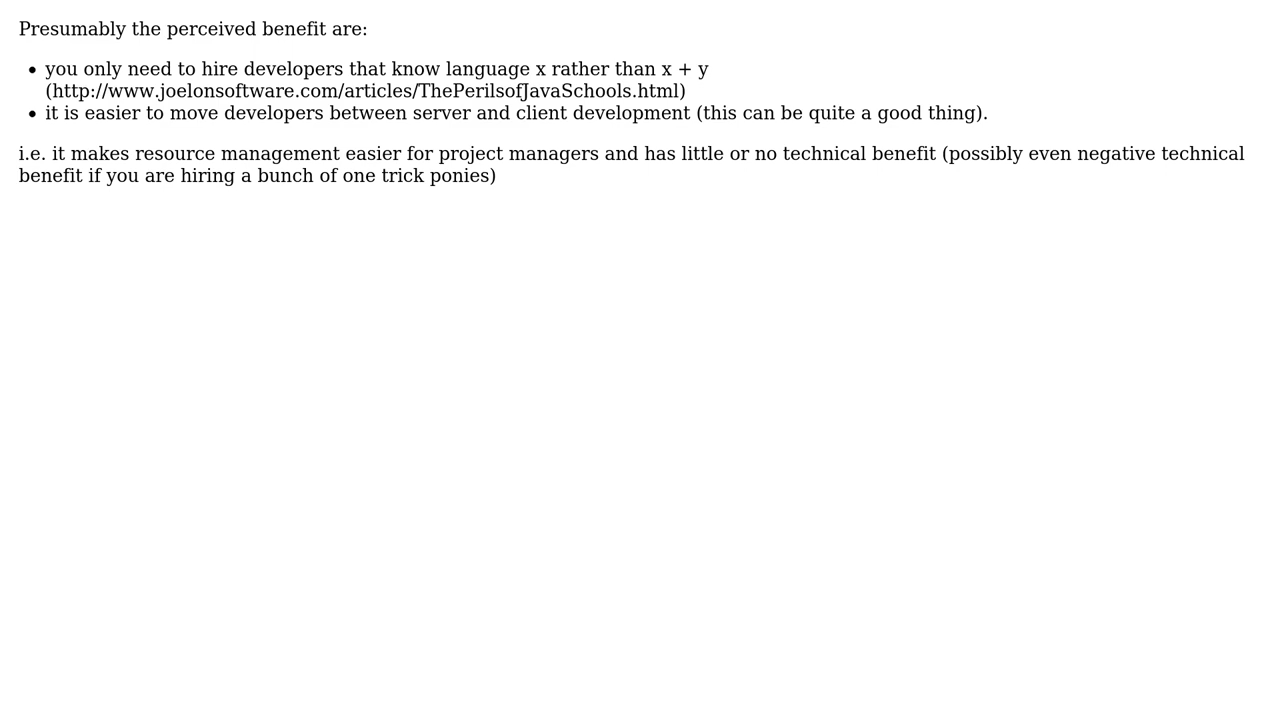 Presumably the perceived benefit are:
• you only need to hire developers that know language x rather than x + y
(http://www.joelonsoftware.com/articles/ThePerilsofJavaSchools.html)
• it is easier to move developers between server and client development (this can be quite a good thing).
i.e. it makes resource management easier for project managers and has little or no technical benefit (possibly even negative technical
benefit if you are hiring a bunch of one trick ponies)